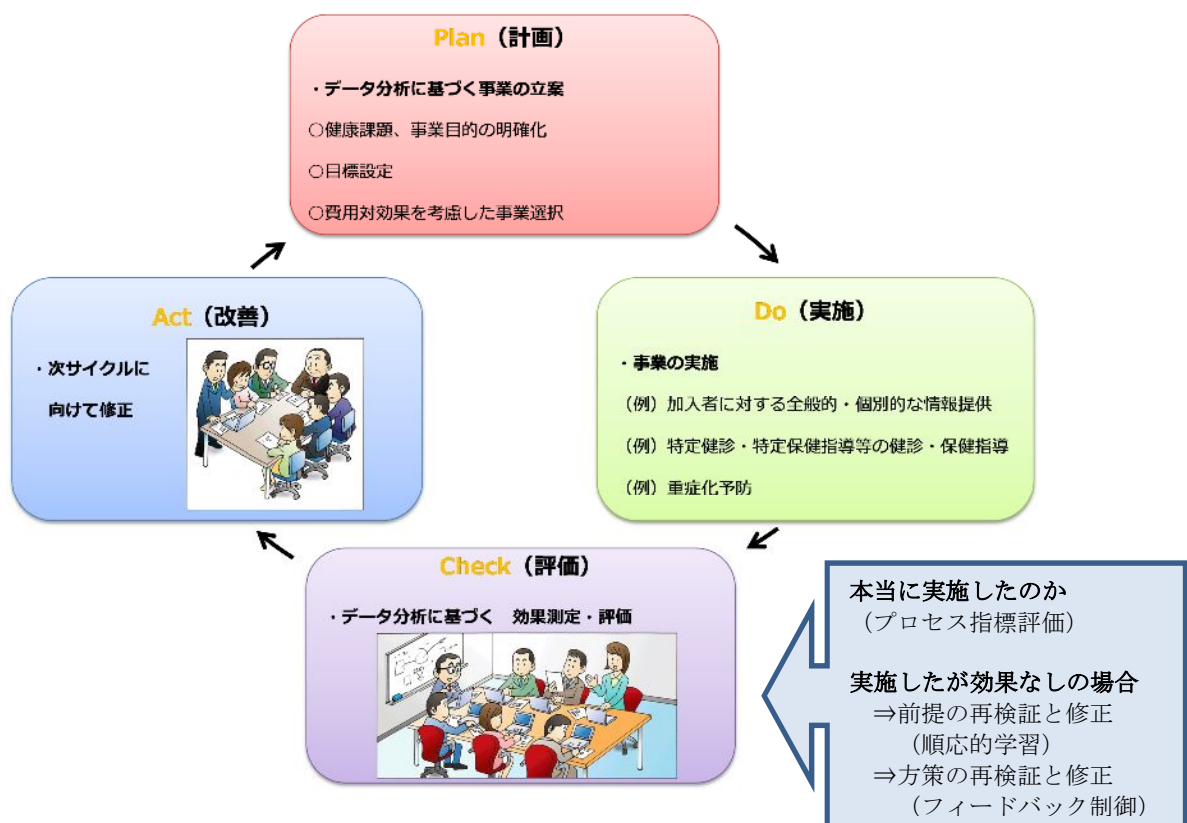 Plan（計画）
・データ分析に基づく事業の立案
○健康課題、事業目的の明確化
○目標設定
○費用対効果を考慮した事業選択
Do（実施）
・事業の実施
（例）加入者に対する全般的・個別的な情報提供
（例）特定健診・特定保健指導等の健診・保健指導
（例）重症化予防
Check（評価）
・データ分析に基づく　効果測定・評価
本当に実施したのか
（プロセス指標評価）
実施したが効果なしの場合
⇒前提の再検証と修正
（順応的学習）
⇒方策の再検証と修正
（フィードバック制御）
Act（改善）
・次サイクルに
向けて修正